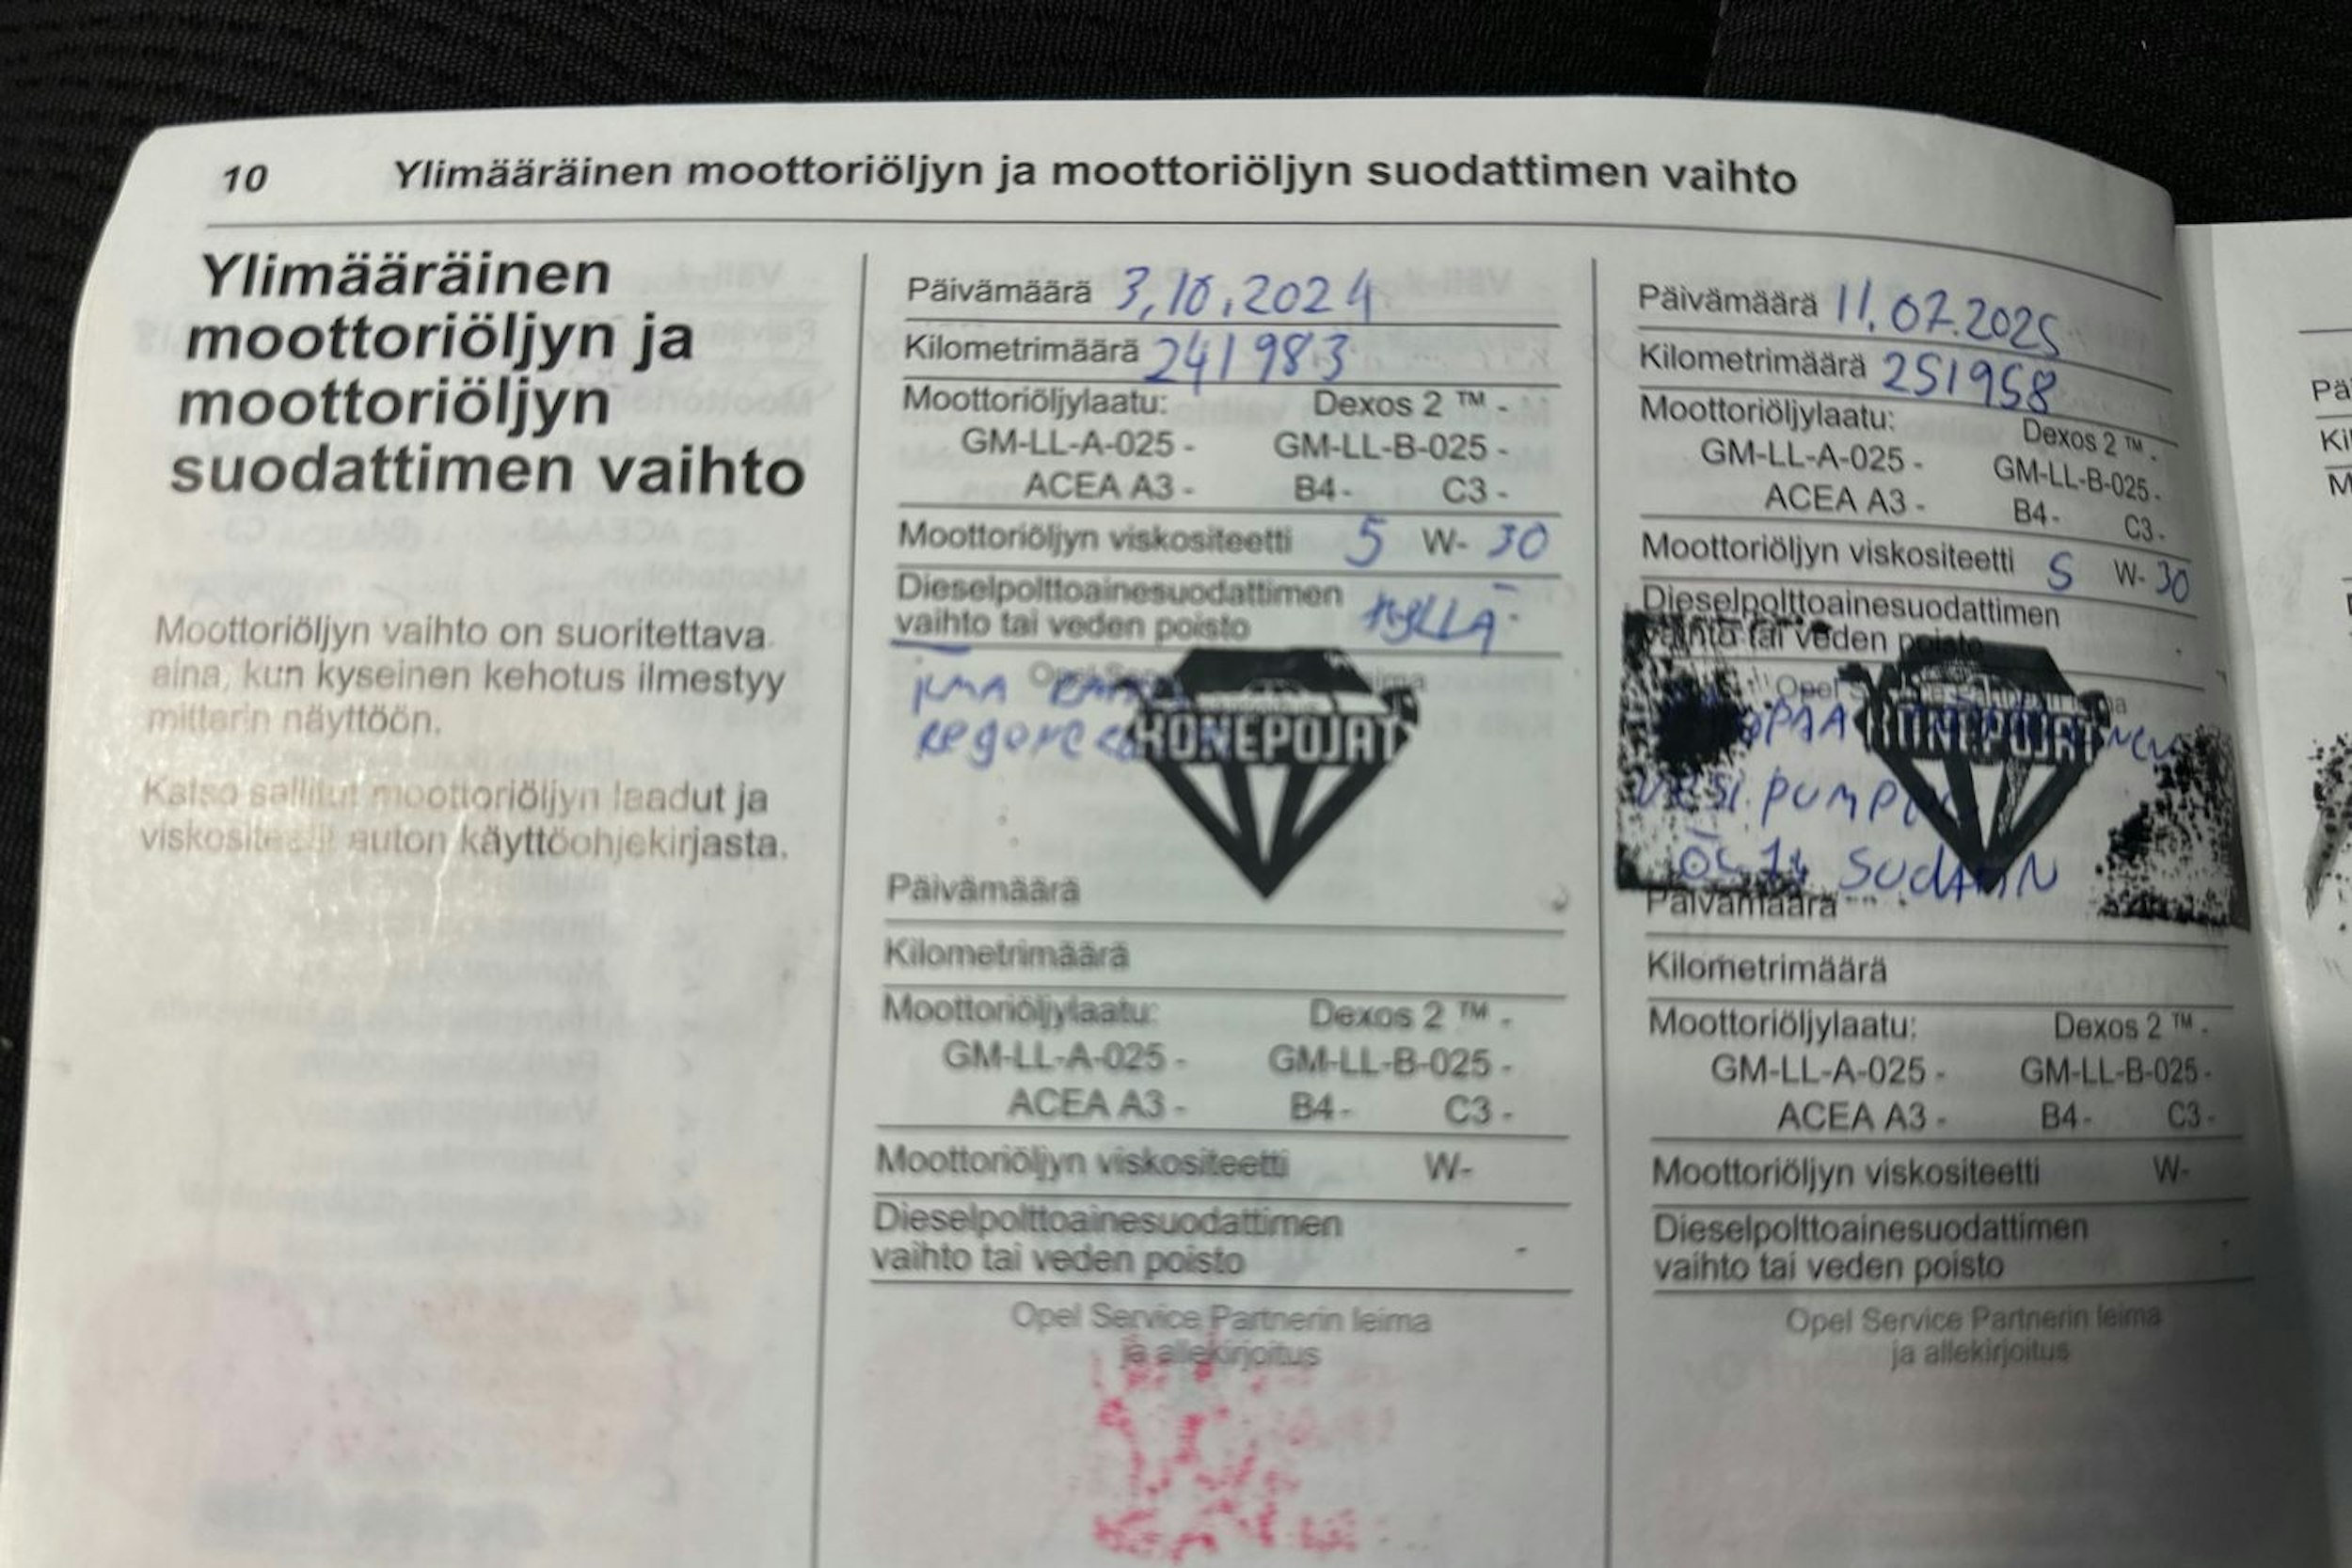 10 Ylimääräinen moottoriöljyn ja moottoriöljyn suodattimen vaihto
Ylimääräinen
moottoriöljyn ja
moottoriöljyn
suodattimen vaihto
Moottoriöljyn vaihto on suoritettava
aina, kun kyseinen kehotus ilmestyy
mittarin näyttöön.
Katso sallitut moottoriöljyn laadut ja
viskositeetit auton käyttöohjekirjasta.
Päivämäärä 3.10.2024
Kilometrimäärä 241983
Moottoriöljylaatu: Dexos 2 ™ -
GM-LL-A-025 - GM-LL-B-025 -
ACEA A3 - B4 - C3 -
Moottoriöljyn viskositeetti 5 W- 30
Dieselpolttoainesuodattimen
vaihto tai veden poisto KYLLÄ -
KONEPOJAT
Päivämäärä
Kilometrimäärä
Moottoriöljylaatu: Dexos 2 ™ -
GM-LL-A-025 - GM-LL-B-025 -
ACEA A3 - B4 - C3 -
Moottoriöljyn viskositeetti W-
Dieselpolttoainesuodattimen
vaihto tai veden poisto -
Opel Service Partnerin leima
ja allekirjoitus
Päivämäärä 11.07.2025
Kilometrimäärä 251958
Moottoriöljylaatu: Dexos 2 ™ -
GM-LL-A-025 - GM-LL-B-025 -
ACEA A3 - B4 - C3 -
Moottoriöljyn viskositeetti 5 W- 30
Dieselpolttoainesuodattimen
vaihto tai veden poisto -
KONEPOJAT
Päivämäärä
Kilometrimäärä
Moottoriöljylaatu: Dexos 2 ™ -
GM-LL-A-025 - GM-LL-B-025 -
ACEA A3 - B4 - C3 -
Moottoriöljyn viskositeetti W-
Dieselpolttoainesuodattimen
vaihto tai veden poisto -
Opel Service Partnerin leima
ja allekirjoitus